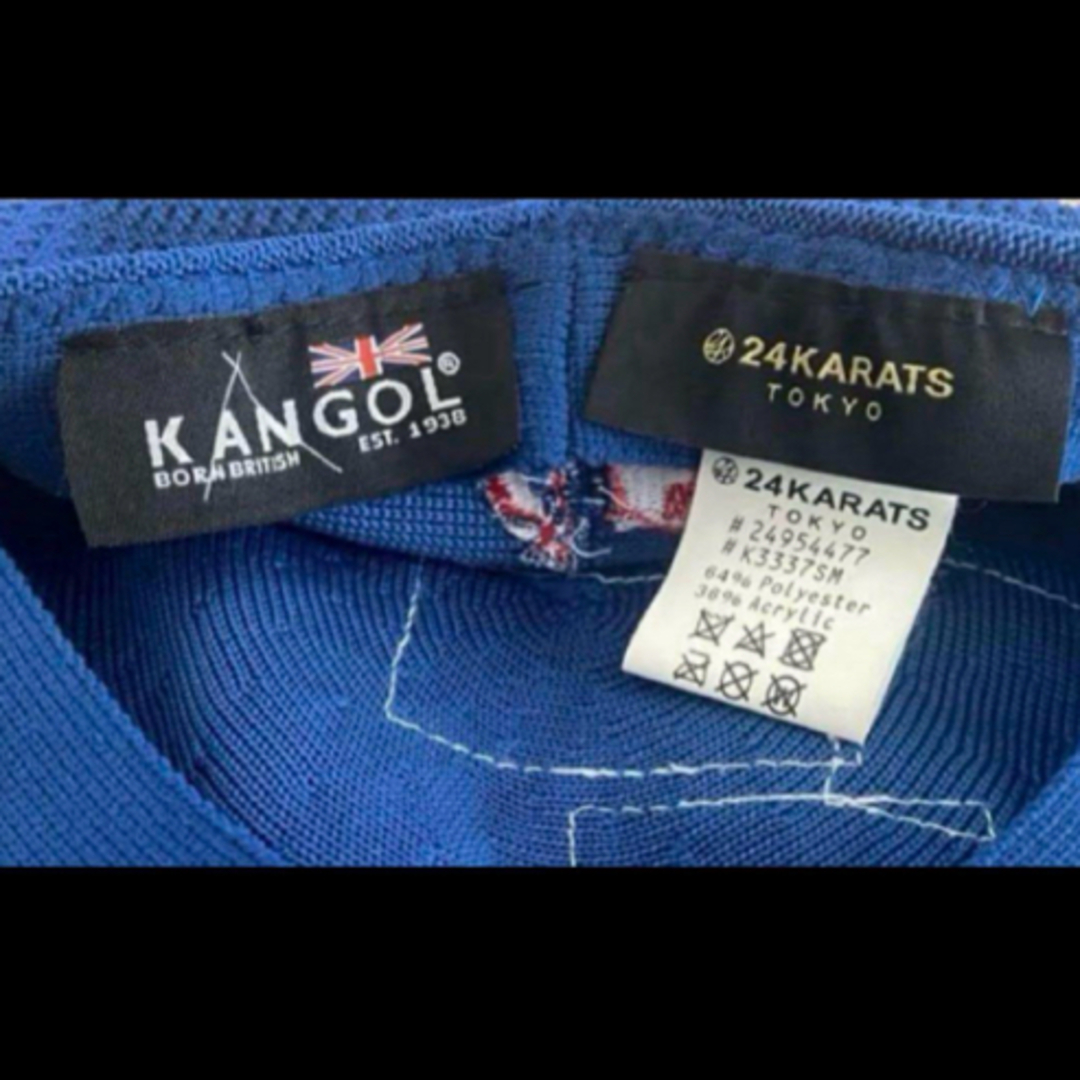 KANGOL®
BORN BRITISH EST. 1938
24KARATS
TOKYO
24KARATS
TOKYO
# 24954477
# K3337SM
64% Polyester
36% Acrylic